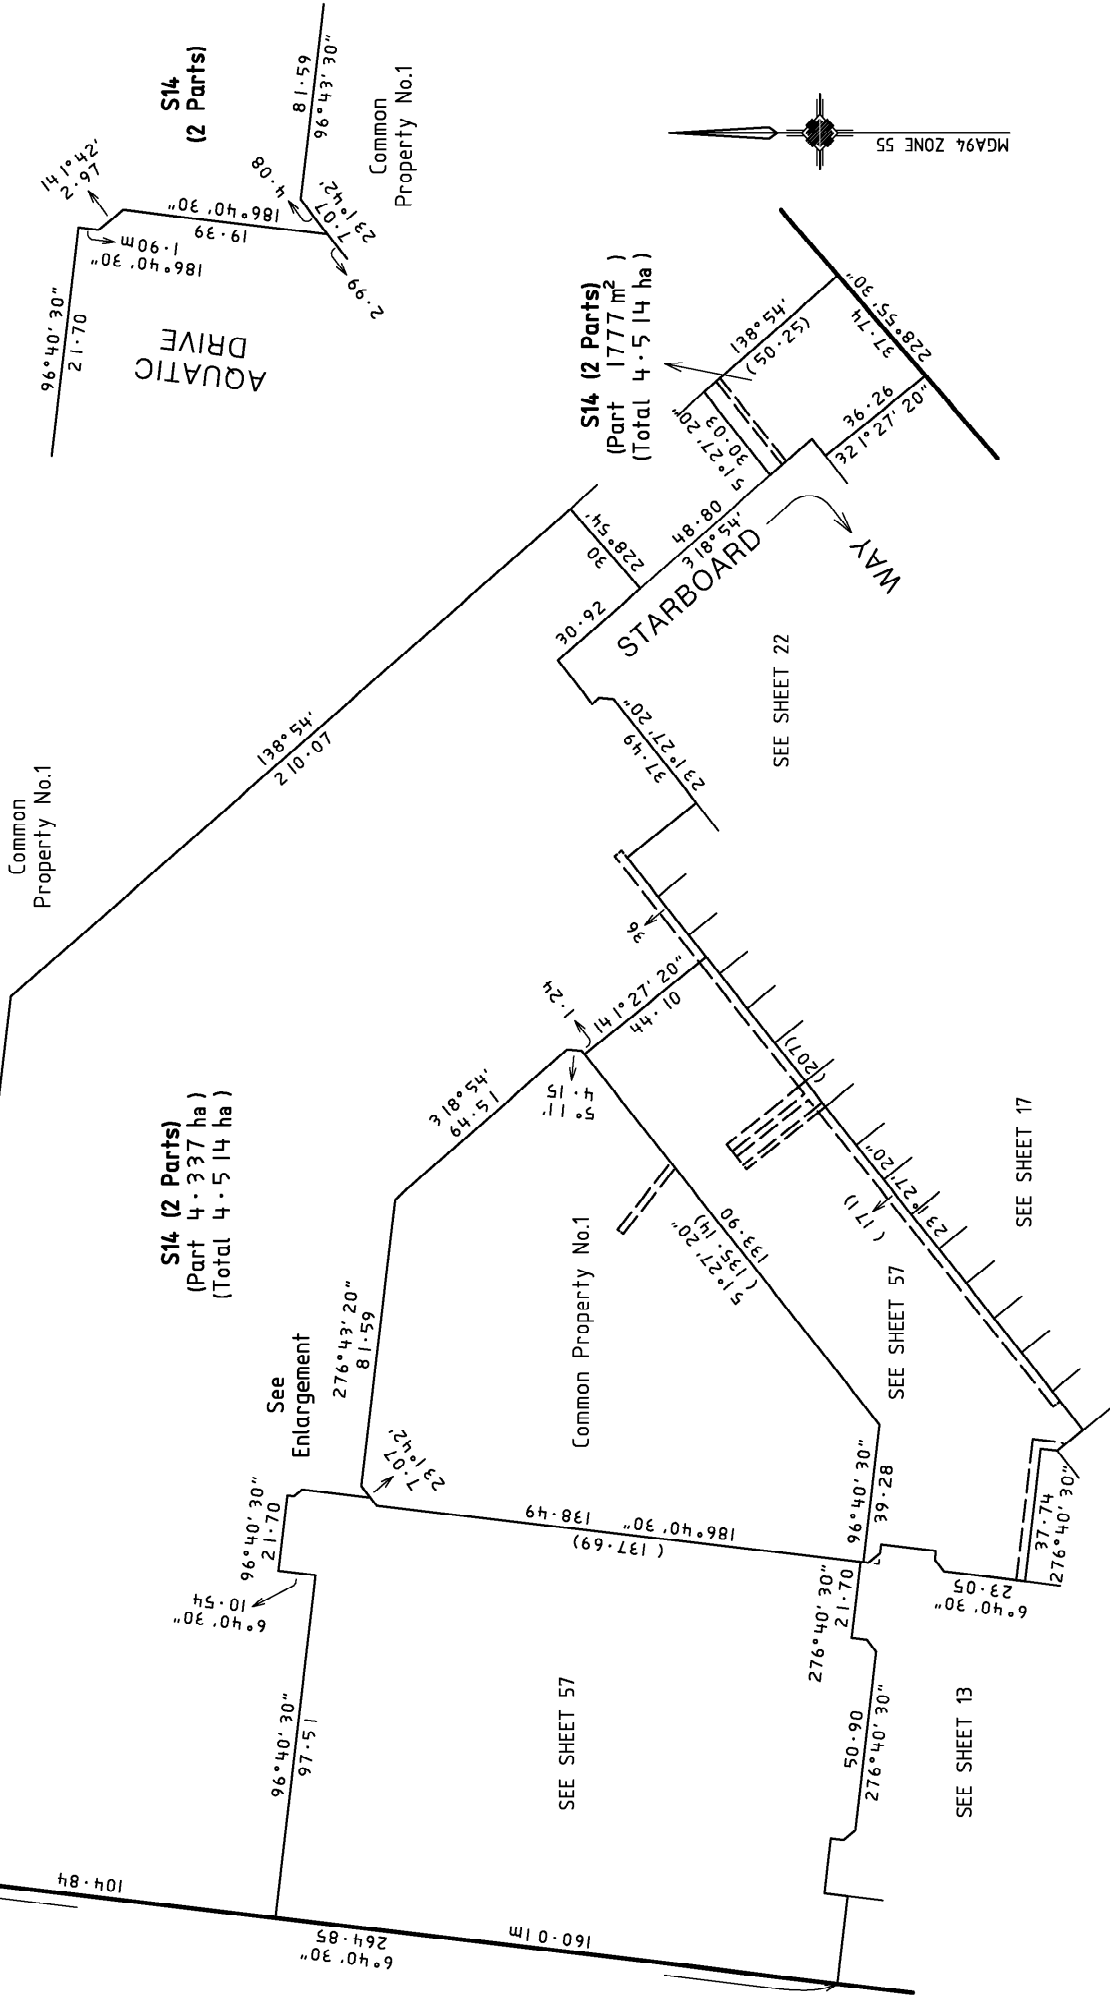 S14
(2 Parts)
81·59
96°43'30"
Common
Property No.1
141°42'
2·97
186°40'30"
19·39
4·08
7·07
231°42'
2·99
1·90m
186°40'30"
96°40'30"
21·70
AQUATIC
DRIVE
MGA94 ZONE 55
S14 (2 Parts)
(Part 1777 m²)
(Total 4·514 ha)
138°54'
(50·25)
37·74
228°55'30"
36·26
321°27'20"
51°27'20"
30·03
48·80
318°54'
STARBOARD
WAY
228°54'
30
30·92
37·49
231°27'20"
SEE SHEET 22
138°54'
210·07
Common
Property No.1
36
1·24
141°27'20"
44·10
5°11'
4·15
318°54'
64·51
(207)
(171)
231°27'20"
SEE SHEET 17
S14 (2 Parts)
(Part 4·337 ha)
(Total 4·514 ha)
Common Property No.1
133·90
(135·14)
51°27'20"
SEE SHEET 57
See
Enlargement
276°43'20"
81·59
7·07
231°42'
138·49
186°40'30"
(137·69)
96°40'30"
39·28
37·74
276°40'30"
23·05
6°40'30"
96°40'30"
21·70
10·54
6°40'30"
276°40'30"
21·70
96°40'30"
97·51
SEE SHEET 57
50·90
276°40'30"
SEE SHEET 13
104·84
264·85
6°40'30"
160·01m